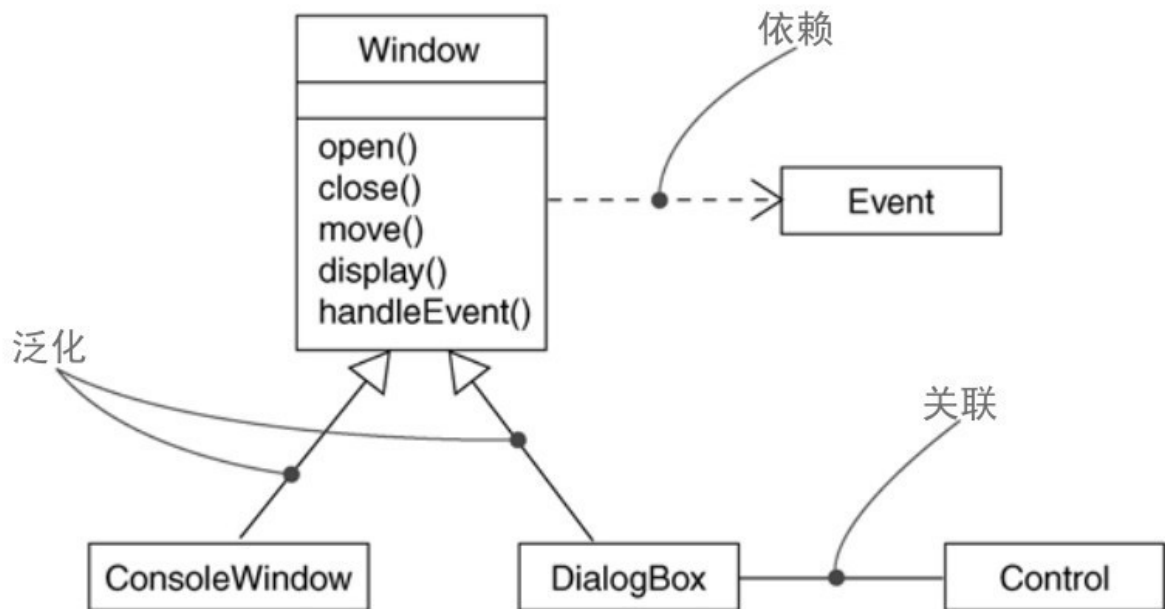 Window
依赖
open()
close()
move()
display()
handleEvent()
Event
泛化
关联
ConsoleWindow
DialogBox
Control